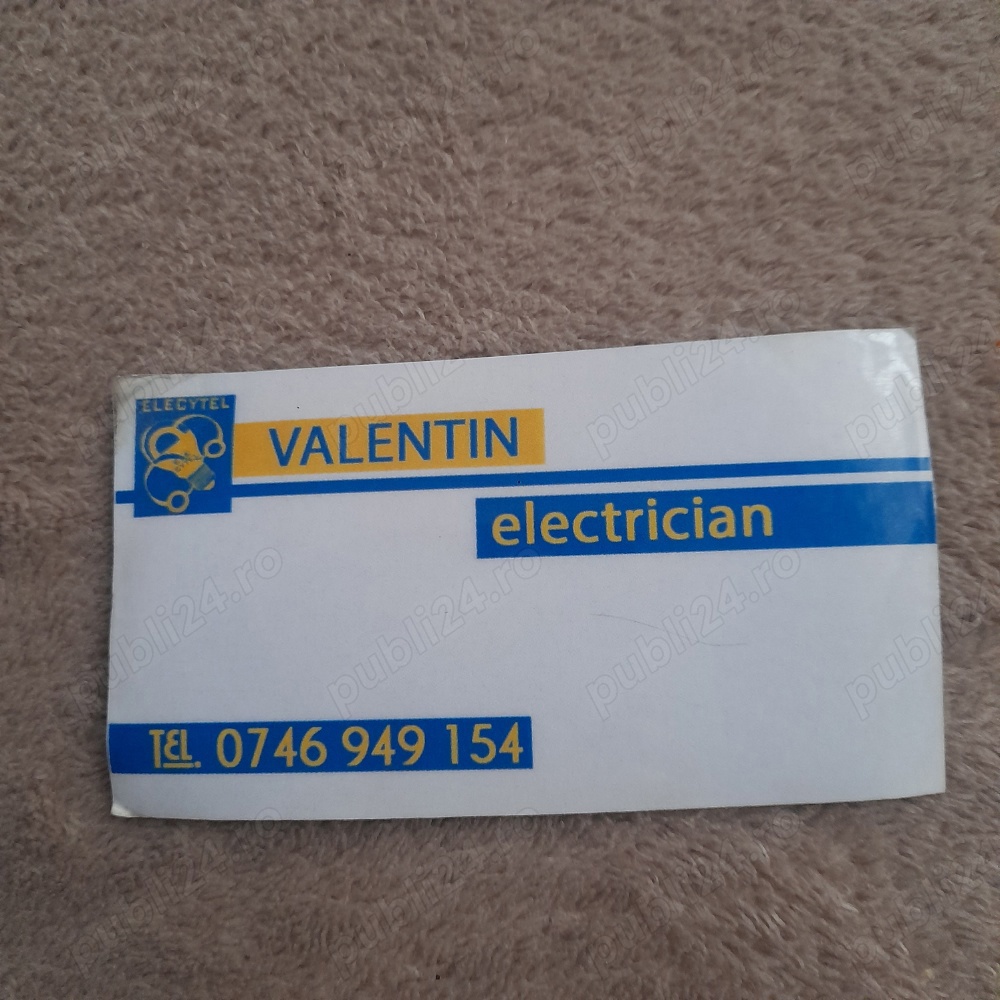 ELECYTEL
VALENTIN
electrician
TEL. 0746 949 154
publi24.ro